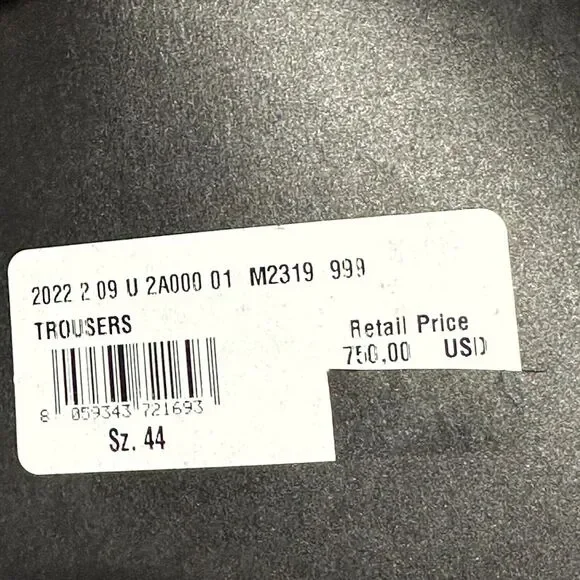 2022 2 09 U 2A000 01 M2319 999
TROUSERS
Retail Price
750,00 USD
8 059343 721693
Sz. 44